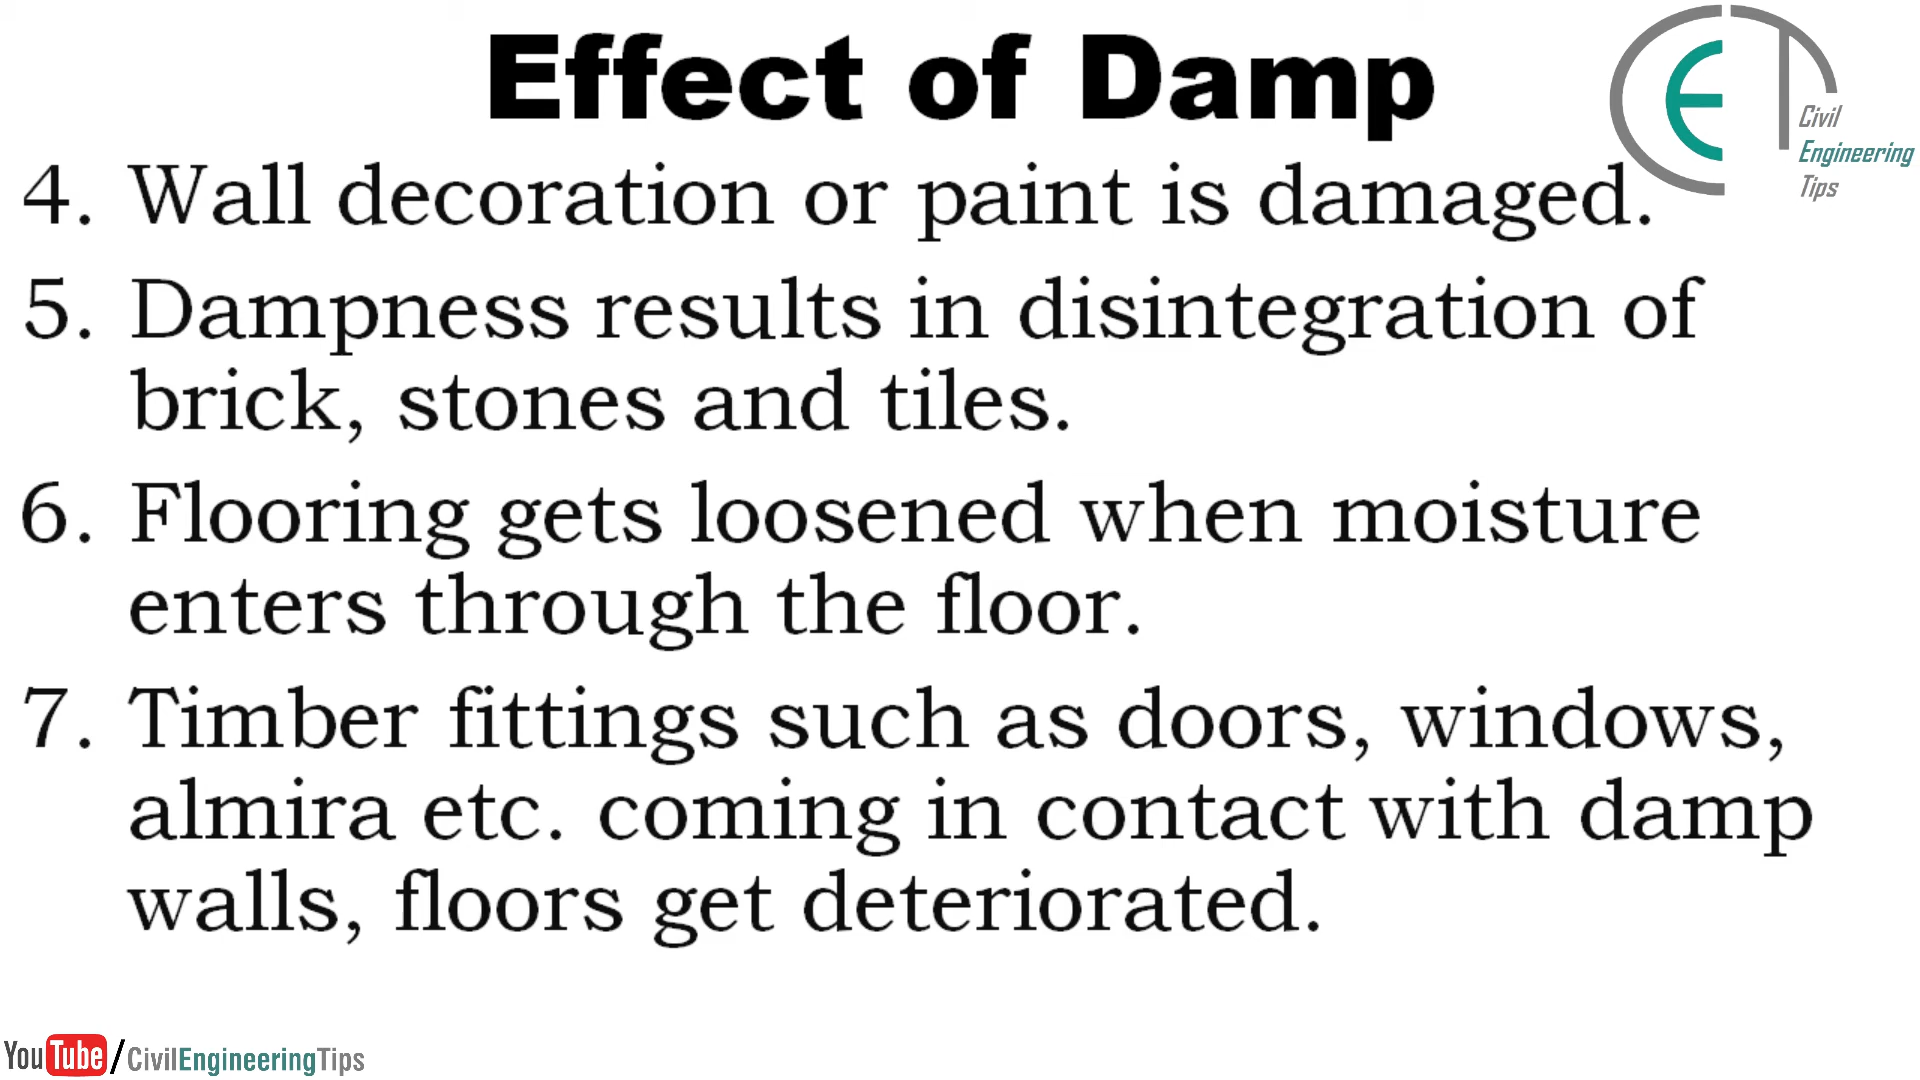 Effect of Damp
CET
Civil
Engineering
Tips
4. Wall decoration or paint is damaged.
5. Dampness results in disintegration of
brick, stones and tiles.
6. Flooring gets loosened when moisture
enters through the floor.
7. Timber fittings such as doors, windows,
almira etc. coming in contact with damp
walls, floors get deteriorated.
YouTube/CivilEngineeringTips